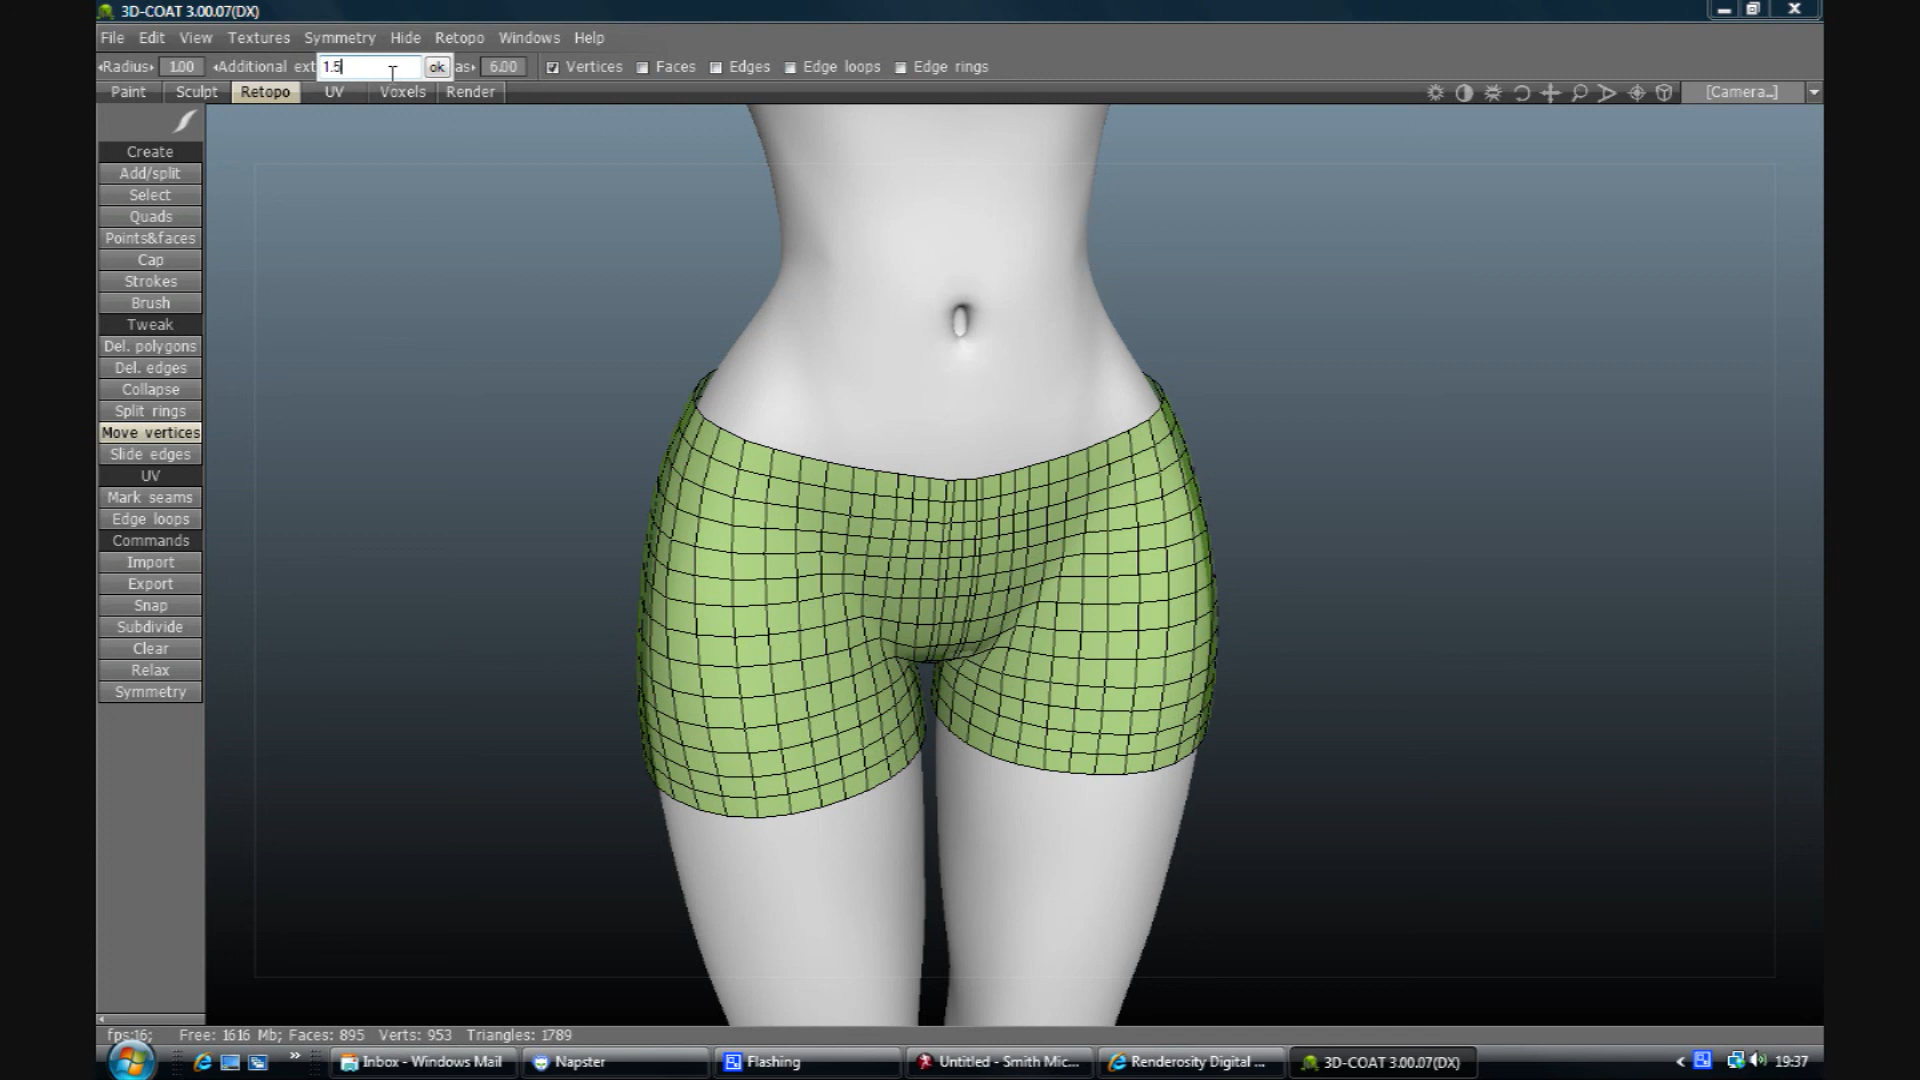 3D-COAT 3.00.07(DX)
File Edit View Textures Symmetry Hide Retopo Windows Help
Radius 1.00 Additional ext 1.5 ok as 6.00 Vertices Faces Edges Edge loops Edge rings
Paint Sculpt Retopo UV Voxels Render [Camera..]
Create
Add/split
Select
Quads
Points&faces
Cap
Strokes
Brush
Tweak
Del. polygons
Del. edges
Collapse
Split rings
Move vertices
Slide edges
UV
Mark seams
Edge loops
Commands
Import
Export
Snap
Subdivide
Clear
Relax
Symmetry
fps:16; Free: 1616 Mb; Faces: 895 Verts: 953 Triangles: 1789
Inbox - Windows Mail Napster Flashing Untitled - Smith Mic... Renderosity Digital ... 3D-COAT 3.00.07(DX) 19:37